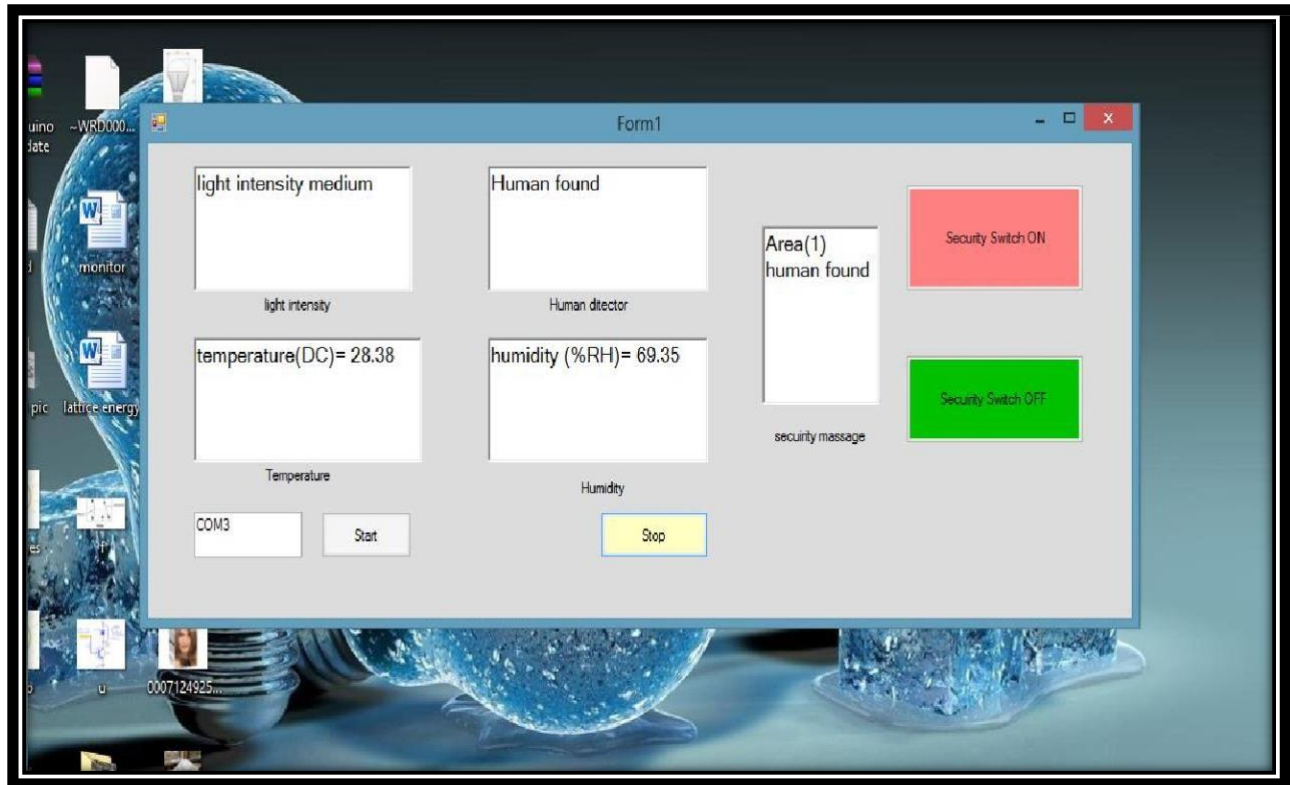 Form1
light intensity medium
light intensity
Human found
Human ditector
temperature(DC)= 28.38
Temperature
humidity (%RH)= 69.35
Humidity
Area(1)
human found
secuirity massage
Security Switch ON
Security Switch OFF
COM3
Start
Stop
uino
date
~WRD000...
monitor
pic
lattice energy
es
f
u
0007124925...